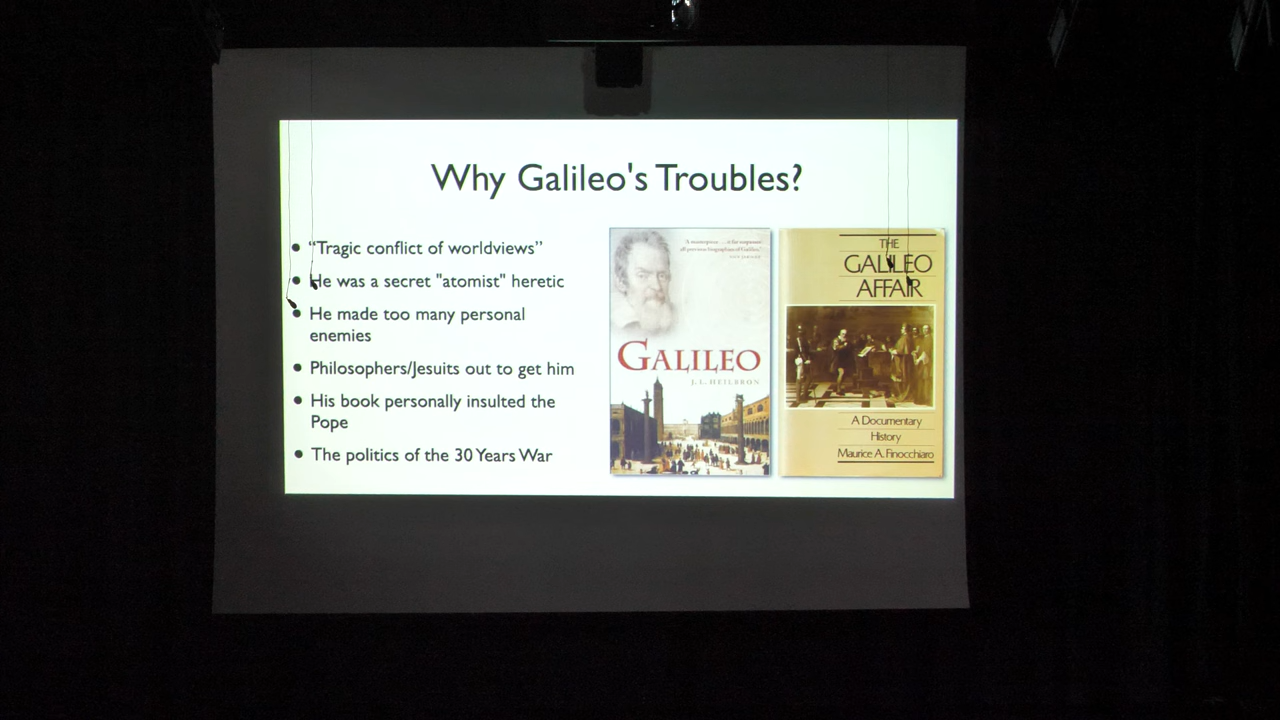 Why Galileo's Troubles?
• “Tragic conflict of worldviews”
• He was a secret "atomist" heretic
• He made too many personal
enemies
• Philosophers/Jesuits out to get him
• His book personally insulted the
Pope
• The politics of the 30 Years War
GALILEO
J. L. HEILBRON
THE
GALILEO
AFFAIR
A Documentary
History
Maurice A. Finocchiaro